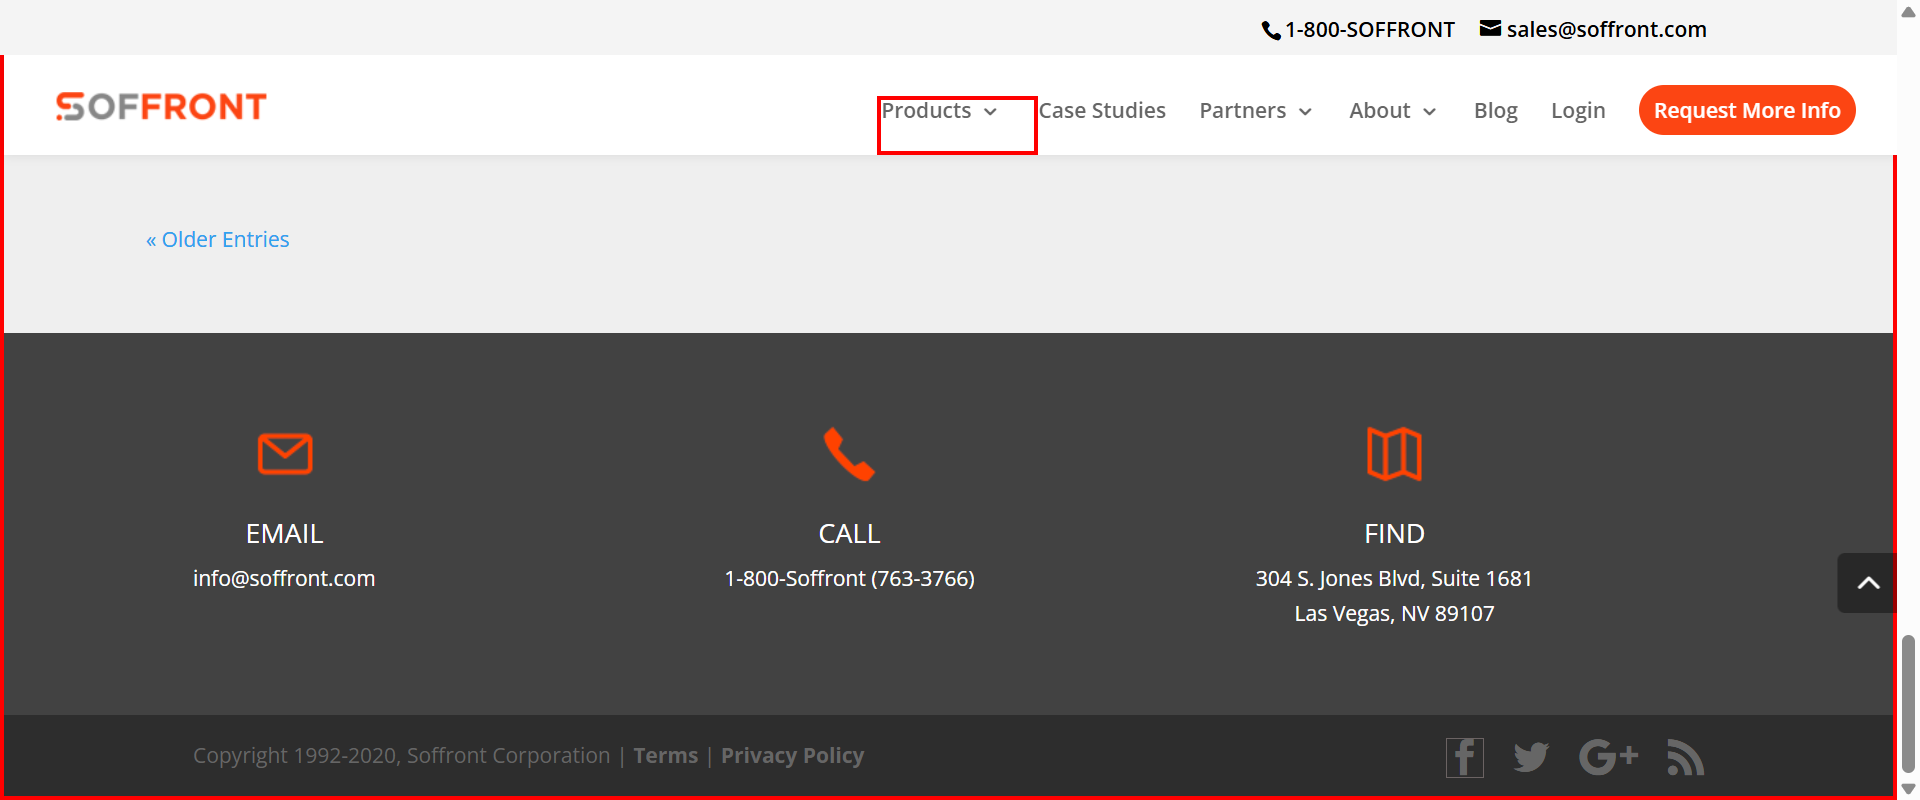 1-800-SOFFRONT sales@soffront.com
SOFFRONT Products Case Studies Partners About Blog Login Request More Info
« Older Entries
EMAIL
info@soffront.com
CALL
1-800-Soffront (763-3766)
FIND
304 S. Jones Blvd, Suite 1681
Las Vegas, NV 89107
Copyright 1992-2020, Soffront Corporation | Terms | Privacy Policy